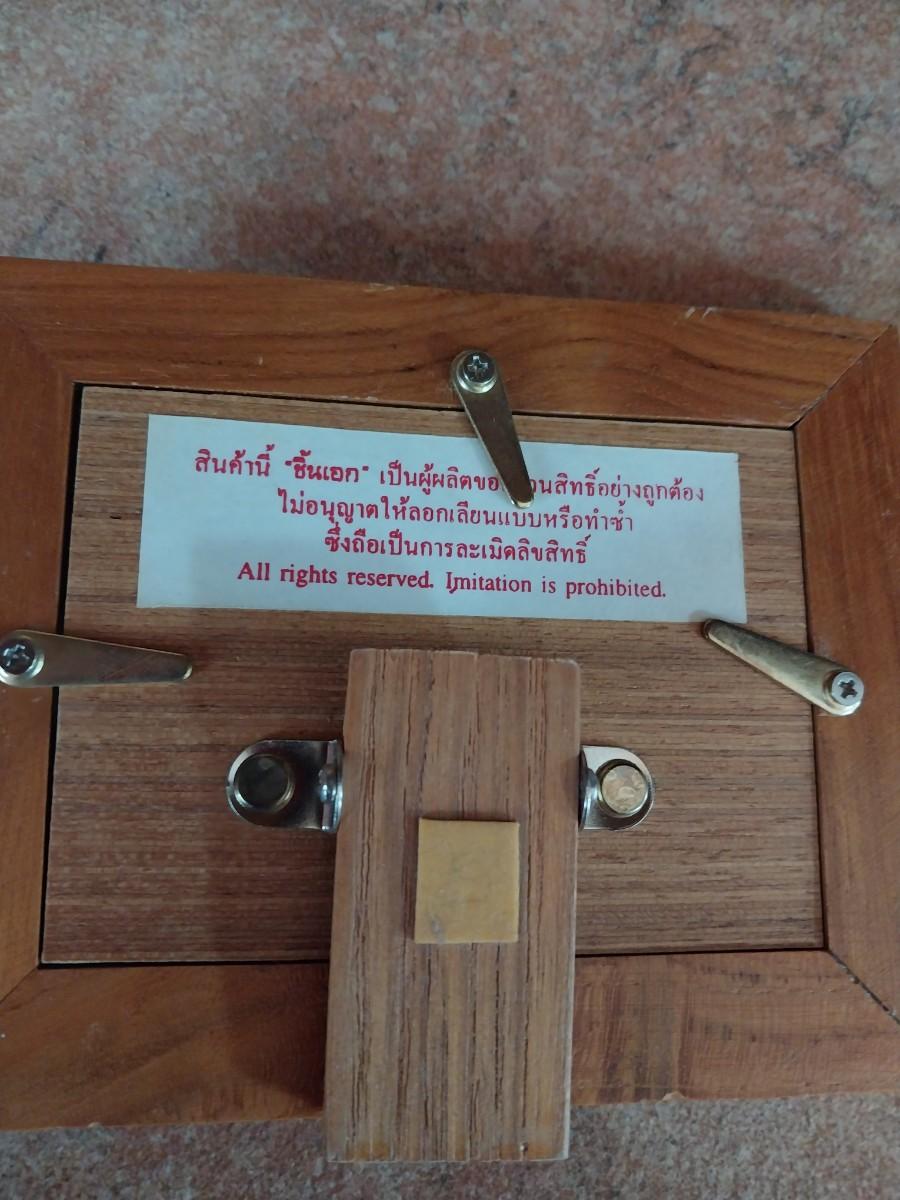 สินค้านี้ "ชิ้นเอก" เป็นผู้ผลิต สิทธิ์อย่างถูกต้อง
ไม่อนุญาตให้ลอกเลียนแบบหรือทำซ้ำ
ซึ่งถือเป็นการละเมิดลิขสิทธิ์
All rights reserved. Imitation is prohibited.